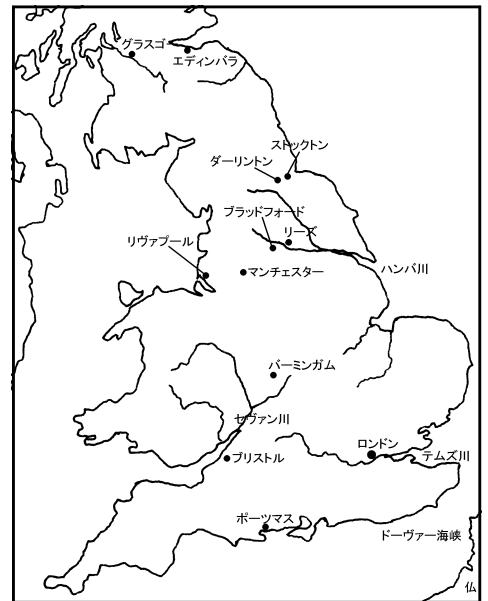 グラスゴー
エディンバラ
ストックトン
ダーリントン
ブラッドフォード
リーズ
リヴァプール
マンチェスター
ハンバ川
バーミンガム
セヴァン川
ロンドン
テムズ川
ブリストル
ポーツマス
ドーヴァー海峡
仏